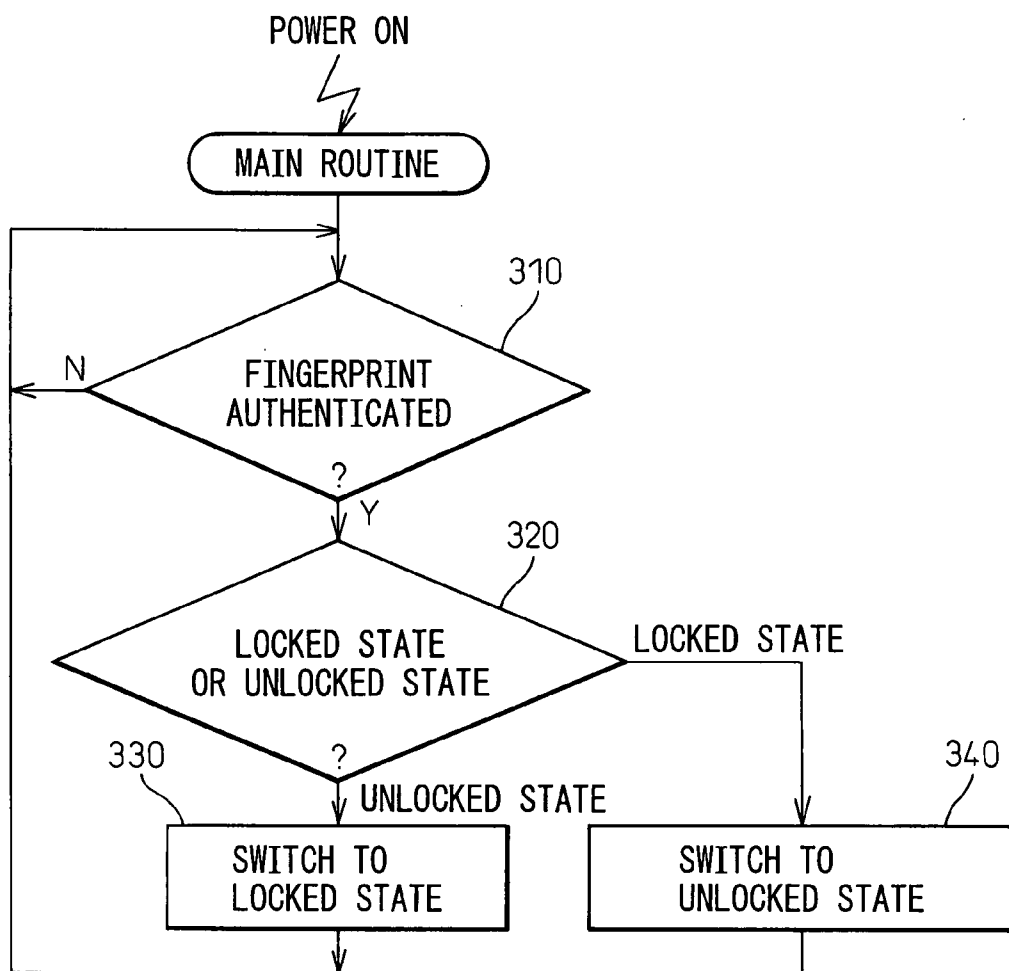 POWER ON
MAIN ROUTINE
310
N
FINGERPRINT
AUTHENTICATED
?
Y
320
LOCKED STATE
OR UNLOCKED STATE
?
LOCKED STATE
330
UNLOCKED STATE
340
SWITCH TO
LOCKED STATE
SWITCH TO
UNLOCKED STATE